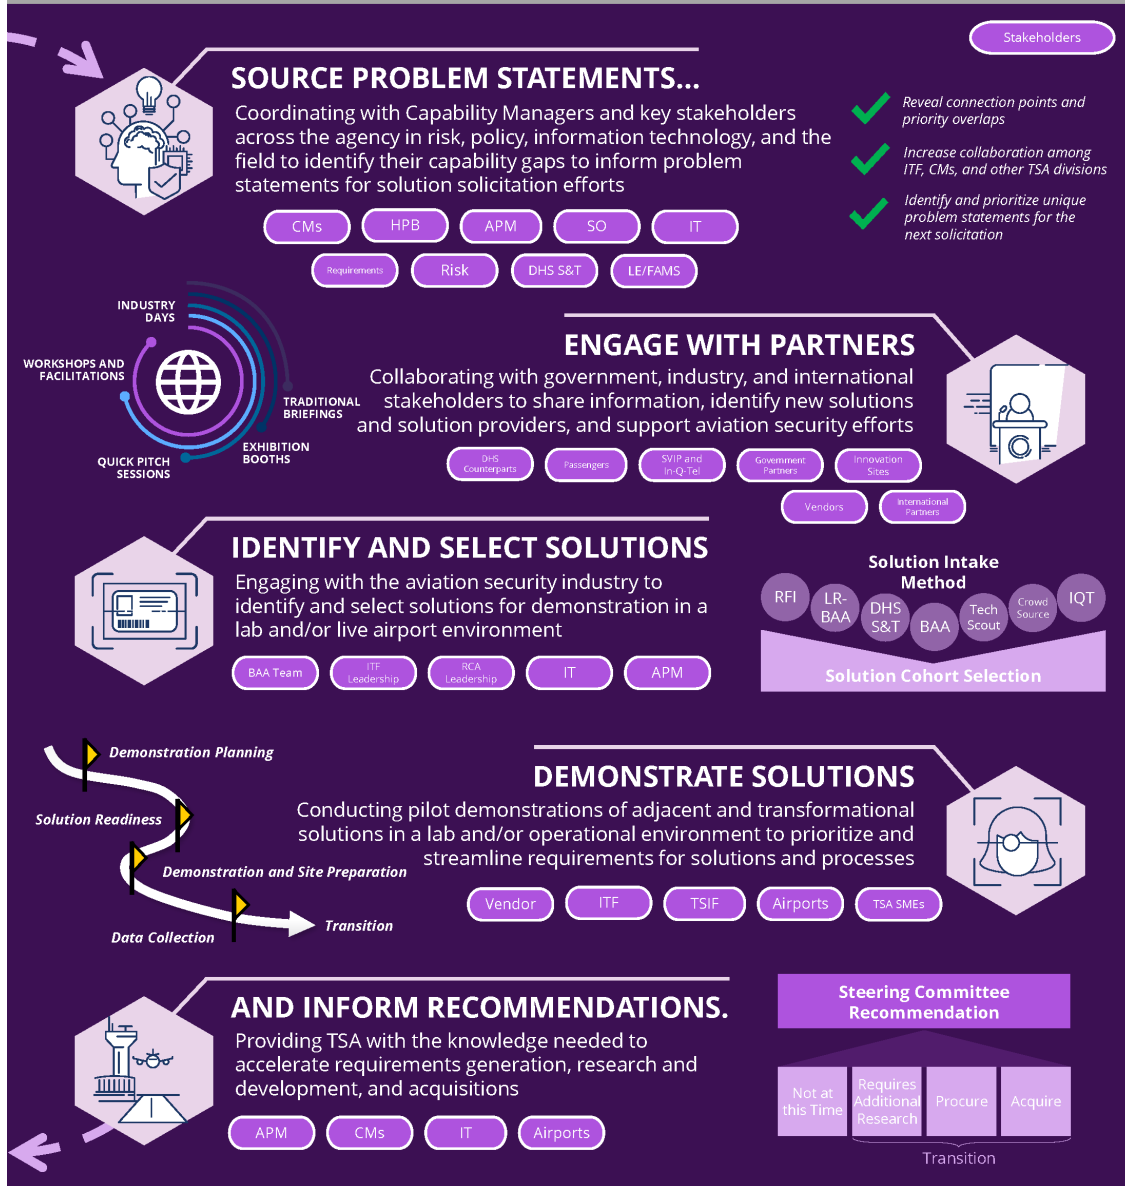 Stakeholders
SOURCE PROBLEM STATEMENTS...
Coordinating with Capability Managers and key stakeholders
across the agency in risk, policy, information technology, and the
field to identify their capability gaps to inform problem
statements for solution solicitation efforts
CMs
HPB
APM
SO
IT
Requirements
Risk
DHS S&T
LE/FAMS
Reveal connection points and
priority overlaps
Increase collaboration among
ITF, CMs, and other TSA divisions
Identify and prioritize unique
problem statements for the
next solicitation
INDUSTRY
DAYS
WORKSHOPS AND
FACILITATIONS
TRADITIONAL
BRIEFINGS
EXHIBITION
BOOTHS
QUICK PITCH
SESSIONS
ENGAGE WITH PARTNERS
Collaborating with government, industry, and international
stakeholders to share information, identify new solutions
and solution providers, and support aviation security efforts
DHS
Counterparts
Passengers
SVIP and
In-Q-Tel
Government
Partners
Innovation
Sites
Vendors
International
Partners
IDENTIFY AND SELECT SOLUTIONS
Engaging with the aviation security industry to
identify and select solutions for demonstration in a
lab and/or live airport environment
BAA Team
ITF
Leadership
RCA
Leadership
IT
APM
Solution Intake
Method
RFI
LR-
BAA
DHS
S&T
BAA
Tech
Scout
Crowd
Source
IQT
Solution Cohort Selection
Demonstration Planning
Solution Readiness
Demonstration and Site Preparation
Data Collection
Transition
DEMONSTRATE SOLUTIONS
Conducting pilot demonstrations of adjacent and transformational
solutions in a lab and/or operational environment to prioritize and
streamline requirements for solutions and processes
Vendor
ITF
TSIF
Airports
TSA SMEs
AND INFORM RECOMMENDATIONS.
Providing TSA with the knowledge needed to
accelerate requirements generation, research and
development, and acquisitions
APM
CMs
IT
Airports
Steering Committee
Recommendation
Not at
this Time
Requires
Additional
Research
Procure
Acquire
Transition